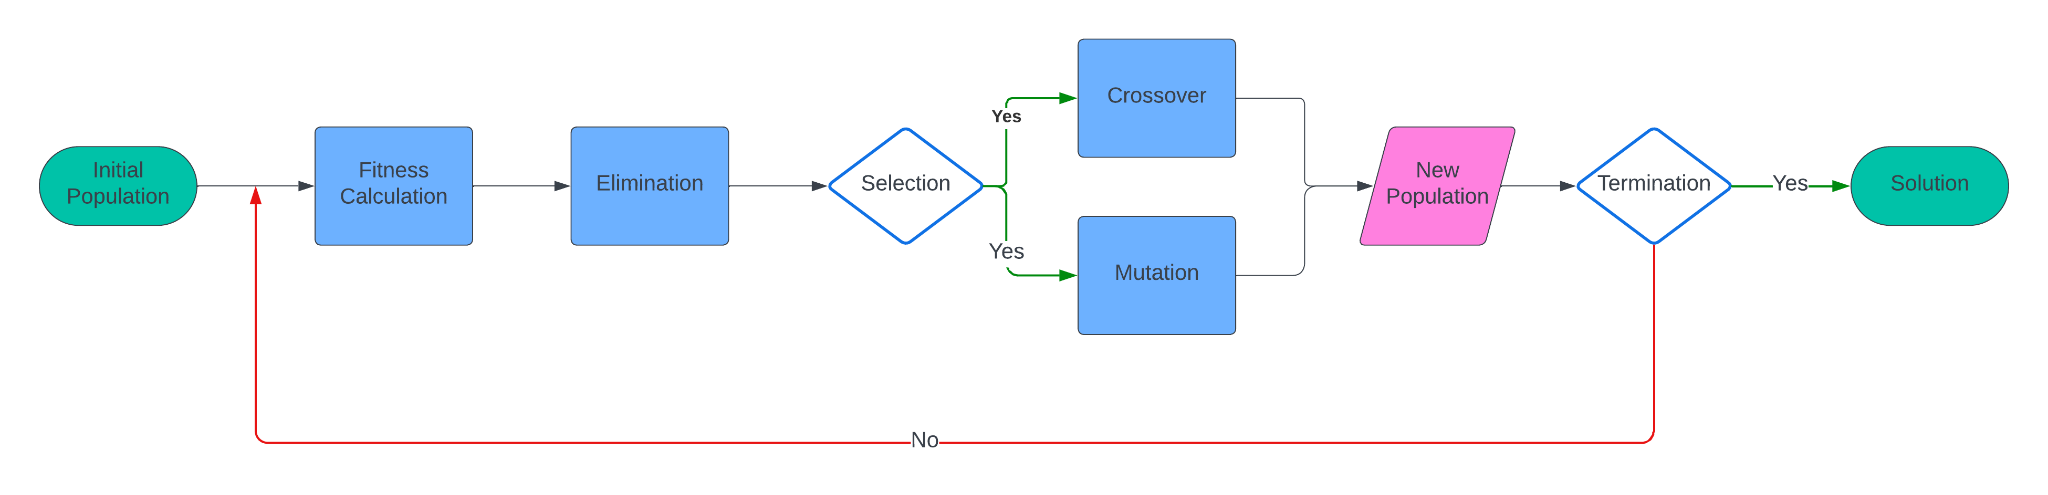 Initial
Population
Fitness
Calculation
Elimination
Selection
Yes
Yes
Crossover
Mutation
New
Population
Termination
Yes
Solution
No